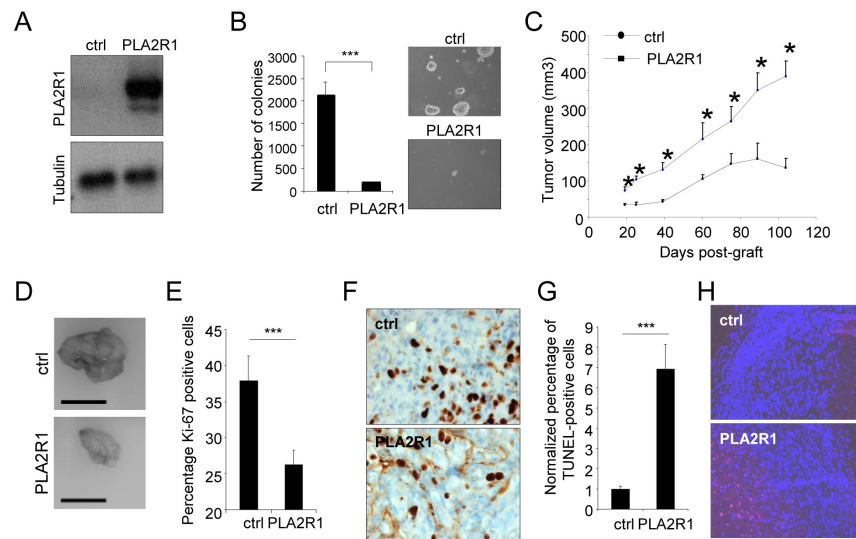 A
ctrl PLA2R1
PLA2R1
Tubulin
B
Number of colonies
3000
2500
2000
1500
1000
500
0
***
ctrl PLA2R1
ctrl
PLA2R1
C
ctrl
PLA2R1
Tumor volume (mm3)
500
400
300
200
100
0
* * * * * * *
0 20 40 60 80 100 120
Days post-graft
D
ctrl
PLA2R1
E
Percentage Ki-67 positive cells
45
40
35
30
25
20
***
ctrl PLA2R1
F
ctrl
PLA2R1
G
Normalized percentage of
TUNEL-positive cells
9
8
7
6
5
4
3
2
1
0
***
ctrl PLA2R1
H
ctrl
PLA2R1